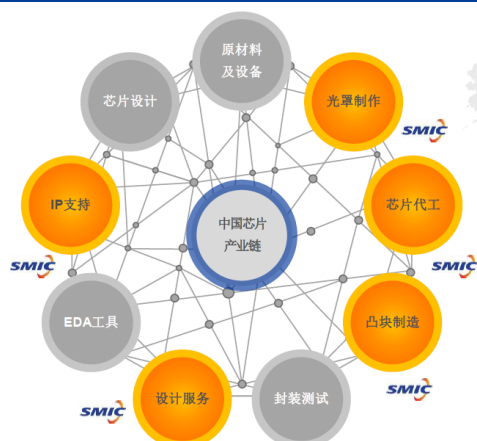 原材料
及设备
芯片设计
光罩制作
SMIC
IP支持
中国芯片
产业链
芯片代工
SMIC
SMIC
EDA工具
凸块制造
SMIC
设计服务
封装测试
SMIC